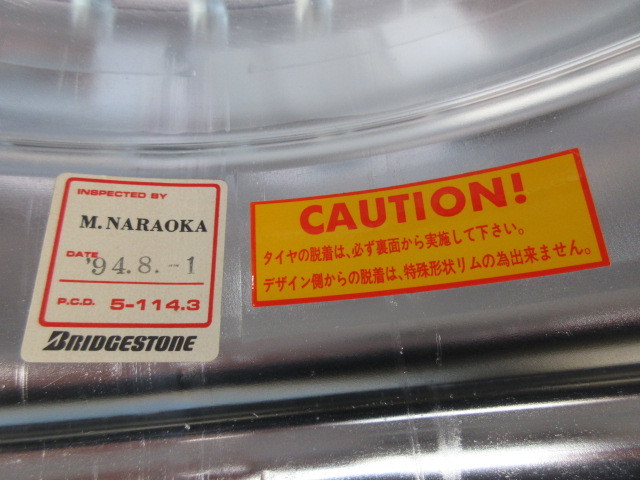 INSPECTED BY
M. NARAOKA
DATE
'94.8.-1
P.C.D. 5-114.3
BRIDGESTONE
CAUTION!
タイヤの脱着は、必ず裏面から実施して下さい。
デザイン側からの脱着は、特殊形状リムの為出来ません。